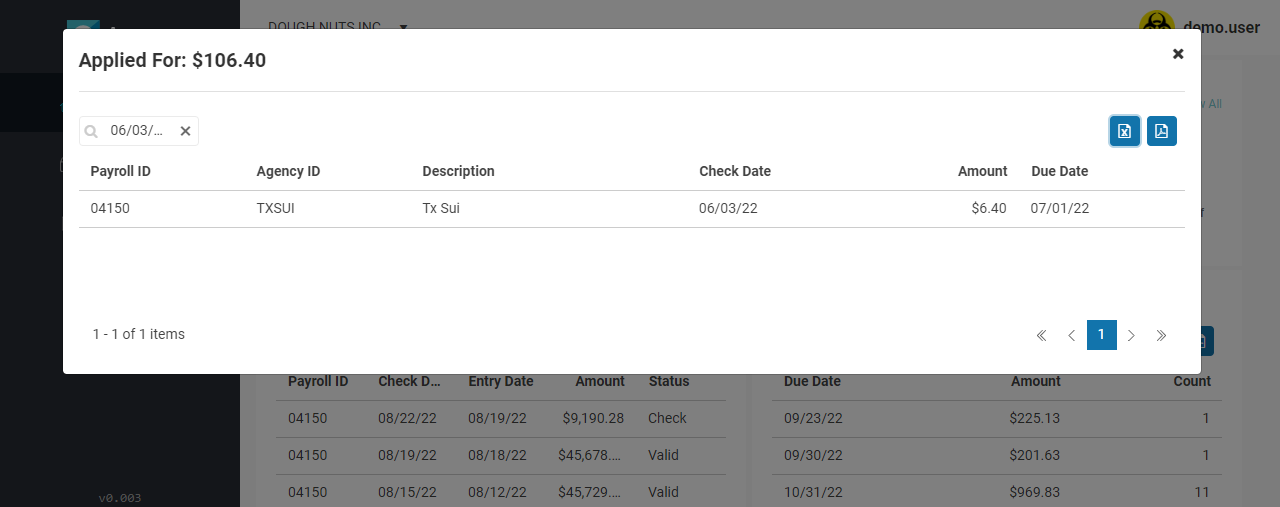 DOUGH NUTS INC
demo.user
Applied For: $106.40
All
06/03/...
Payroll ID Agency ID Description Check Date Amount Due Date
04150 TXSUI Tx Sui 06/03/22 $6.40 07/01/22
1 - 1 of 1 items
1
Payroll ID Check D... Entry Date Amount Status
04150 08/22/22 08/19/22 $9,190.28 Check
04150 08/19/22 08/18/22 $45,678.... Valid
04150 08/15/22 08/12/22 $45,729.... Valid
Due Date Amount Count
09/23/22 $225.13 1
09/30/22 $201.63 1
10/31/22 $969.83 11
v0.003